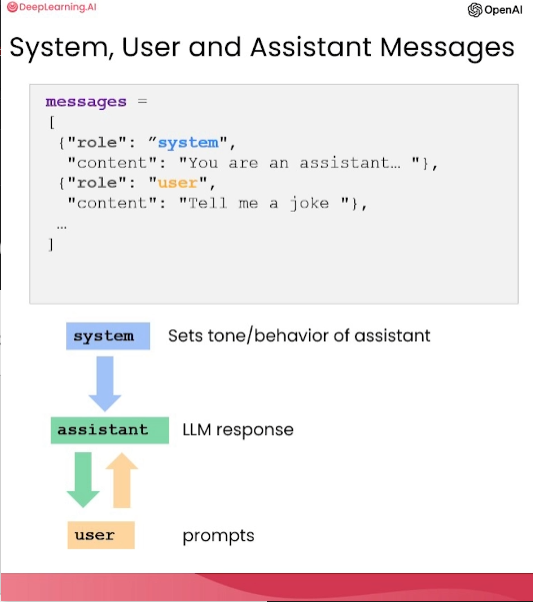 DeepLearning.AI
OpenAI
System, User and Assistant Messages
messages =
[
{"role": "system",
"content": "You are an assistant… "},
{"role": "user",
"content": "Tell me a joke "},
…
]
system Sets tone/behavior of assistant
assistant LLM response
user prompts